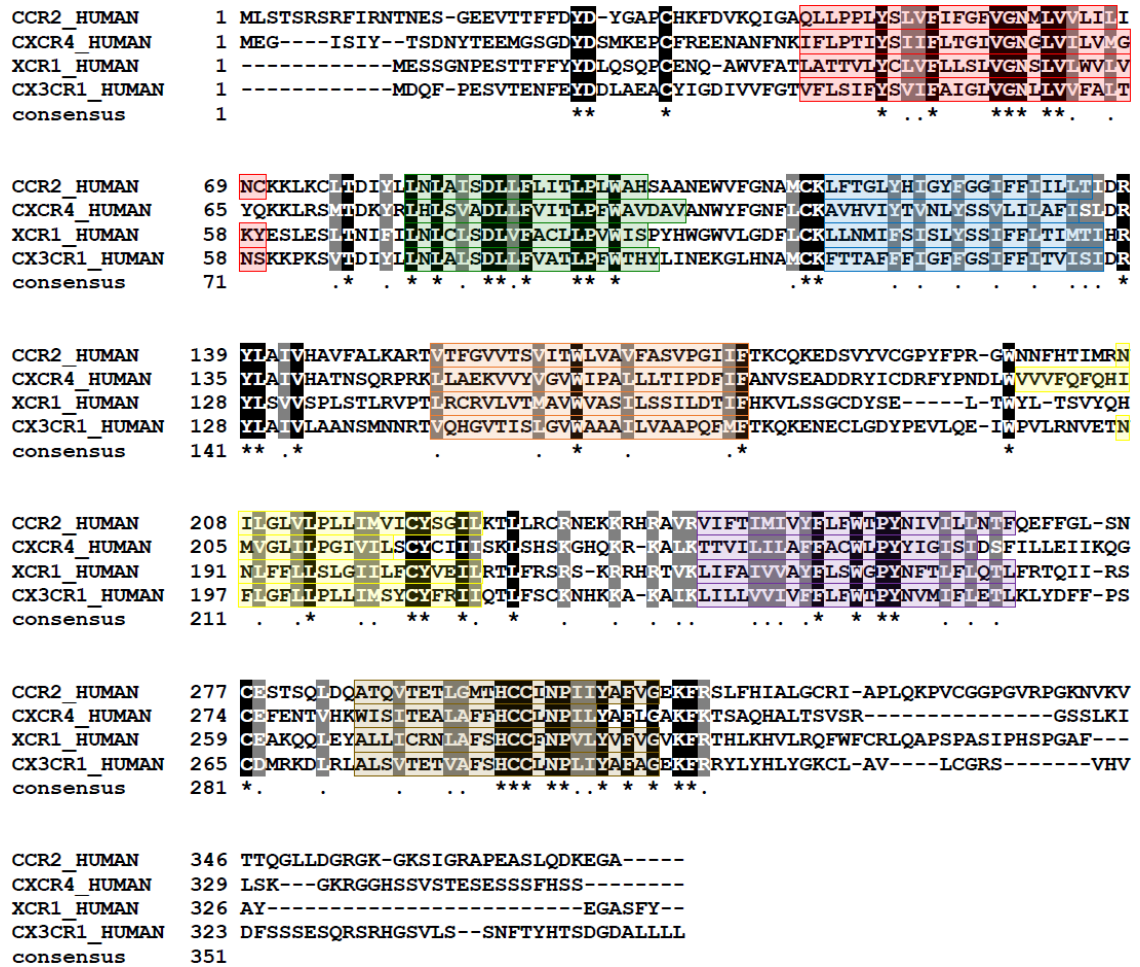 CCR2_HUMAN 1 MLSTSRSRFIRNTNES-GEEVTTFFDYD-YGAPCHKFDVKQIGAQLLPPLYSLVFIFGFVGNMLVVLILI
CXCR4_HUMAN 1 MEG----ISIY--TSDNYTEEMGSGDYDSMKEPCFREENANFNKIFLPTIYSIIFLTGIVGNGLVILVMG
XCR1_HUMAN 1 ------------MESSGNPESTTFFYYDLQSQPCENQ-AWVFATLATTVLYCLVFLLSLVGNSLVLWVLV
CX3CR1_HUMAN 1 ------------MDQF-PESVTENFEYDDLAEACYIGDIVVFGTVFLSIFYSVIFAIGLVGNLLVVFALT
consensus 1 ** * * ..* *** **. .
CCR2_HUMAN 69 NCKKLKCLTDIYLLNLAISDLLFLITLPLWAHSAANEWVFGNAMCKLFTGLYHIGYFGGIFFIILLTIDR
CXCR4_HUMAN 65 YQKKLRSMTDKYRLHLSVADLLFVITLPFWAVDAVANWYFGNFLCKAVHVIYTVNLYSSVLILAFISLDR
XCR1_HUMAN 58 KYESLESLTNIFILNLCLSDLVFACLLPVWISPYHWGWVLGDFLCKLLNMIFSISLYSSIFFLTIMTIHR
CX3CR1_HUMAN 58 NSKKPKSVTDIYLLNLALSDLLFVATLPFWTHYLINEKGLHNAMCKFTTAFFFIGFFGSIFFITVISIDR
consensus 71 .* .* *. . **.* ** * .** . . . . ... *
CCR2_HUMAN 139 YLAIVHAVFALKARTVTFGVVTSVITWLVAVFASVPGIIFTKCQKEDSVYVCGPYFPR-GWNNFHTIMRN
CXCR4_HUMAN 135 YLAIVHATNSQRPRKLLAEKVVYVGVWIPALLLTIPDFIFANVSEADDRYICDRFYPNDLWVVVFQFQHI
XCR1_HUMAN 128 YLSVVSPLSTLRVPTLRCRVLVTMAVWVASILSSILDTIFHKVLSSGCDYSE-----L-TWYL-TSVYQH
CX3CR1_HUMAN 128 YLAIVLAANSMNNRTVQHGVTISLGVWAAAILVAAPQFMFTKQKENECLGDYPEVLQE-IWPVLRNVETN
consensus 141 ** .* . . * . .* *
CCR2_HUMAN 208 ILGLVLPLLIMVICYSGILKTLLRCRNEKKRHRAVRVIFTIMIVYFLFWTPYNIVILLNTFQEFFGL-SN
CXCR4_HUMAN 205 MVGLILPGIVILSCYCIIISKLSHSKGHQKR-KALKTTVILILAFFACWLPYYIGISIDSFILLEIIKQG
XCR1_HUMAN 191 NLFFLLSLGIILFCYVEILRTLFRSRS-KRRHRTVKLIFAIVVAYFLSWGPYNFTLFLQTLFRTQII-RS
CX3CR1_HUMAN 197 FLGFLLPLLIMSYCYFRIIQTLFSCKNHKKA-KAIKLILLVVIVFFLFWTPYNVMIFLETLKLYDFF-PS
consensus 211 . .* .. ** *. * . . . .. ... .* * ** . . .
CCR2_HUMAN 277 CESTSQLDQATQVTETLGMTHCCINPIIYAFVGEKFRSLFHIALGCRI-APLQKPVCGGPGVRPGKNVKV
CXCR4_HUMAN 274 CEFENTVHKWISITEALAFFHCCLNPILYAFLGAKFKTSAQHALTSVSR------------GSSLKI
XCR1_HUMAN 259 CEAKQQLEYALLICRNLAFSHCCFNPVLYVFVGVKFRTHLKHVLRQFWFCRLQAPSPASIPHSPGAF---
CX3CR1_HUMAN 265 CDMRKDLRLALSVTETVAFSHCCLNPLIYAFAGEKFRRYLYHLYGKCL-AV----LCGRS------VHV
consensus 281 *. . . .. *** **..* * * **.
CCR2_HUMAN 346 TTQGLLDGRGK-GKSIGRAPEASLQDKEGA-----
CXCR4_HUMAN 329 LSK---GKRGGHSSVSTESESSSFHSS--------
XCR1_HUMAN 326 AY-------------------------EGASFY--
CX3CR1_HUMAN 323 DFSSSESQRSRHGSVLS--SNFTYHTSDGDALLLL
consensus 351